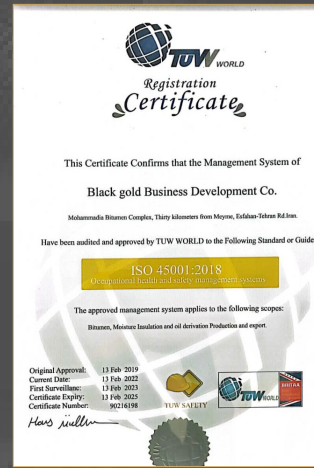 TUW WORLD
Registration
Certificate
This Certificate Confirms that the Management System of
Black gold Business Development Co.
Mohammadia Bitumen Complex, Thirty kilometers from Meyme, Esfahan-Tehran Rd.Iran.
Have been audited and approved by TUW WORLD to the Following Standard or Guide
ISO 45001:2018
Occupational health and safety management systems
The approved management system applies to the following scopes:
Bitumen, Moisture Insulation and oil derivation Production and export.
Original Approval: 13 Feb 2019
Current Date: 13 Feb 2022
First Surveillance: 13 Feb 2023
Certificate Expiry: 13 Feb 2025
Certificate Number: 90216198
TUW SAFETY
TUW WORLD